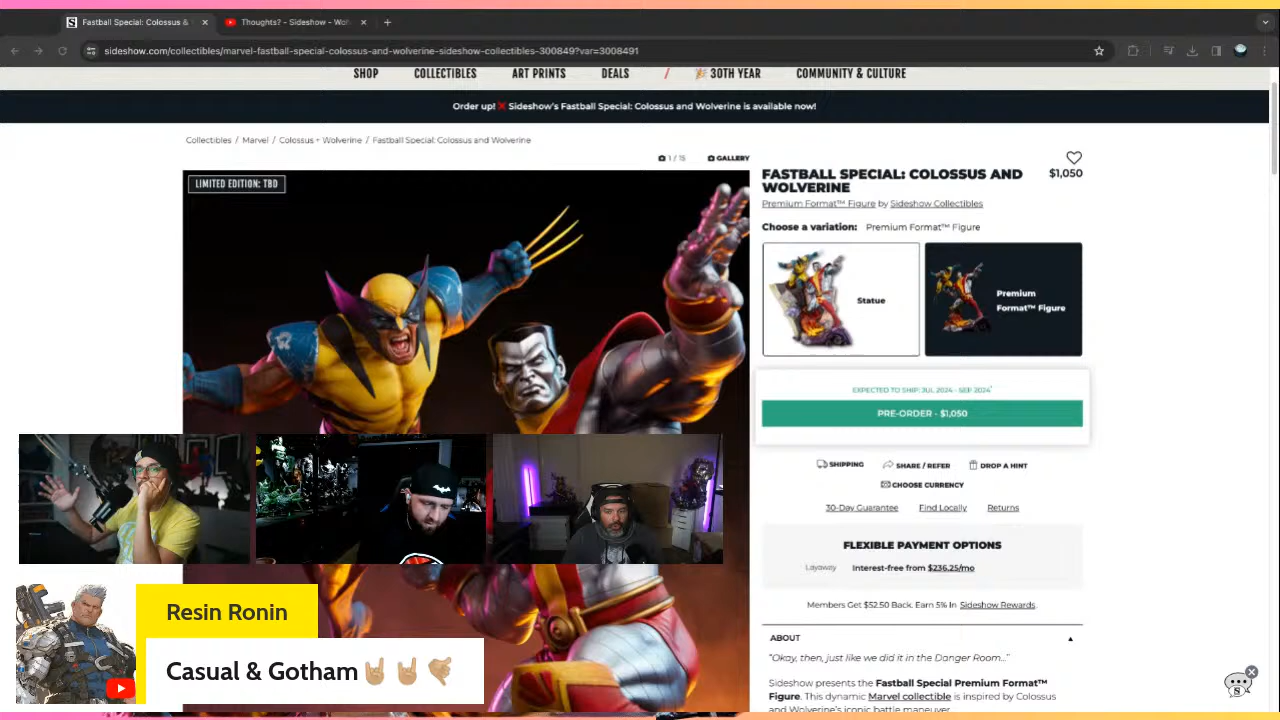 Fastball Special: Colossus &
Thoughts? - Sideshow - Wol
sideshow.com/collectibles/marvel-fastball-special-colossus-and-wolverine-sideshow-collectibles-300849?var=3008491
SHOP COLLECTIBLES ART PRINTS DEALS / 🎉 30TH YEAR COMMUNITY & CULTURE
Order up! ❌ Sideshow's Fastball Special: Colossus and Wolverine is available now!
Collectibles / Marvel / Colossus + Wolverine / Fastball Special: Colossus and Wolverine
1 / 15 GALLERY
LIMITED EDITION: TBD
FASTBALL SPECIAL: COLOSSUS AND
WOLVERINE
$1,050
Premium Format™ Figure by Sideshow Collectibles
Choose a variation: Premium Format™ Figure
Statue
Premium
Format™ Figure
EXPECTED TO SHIP: JUL 2024 - SEP 2024*
PRE-ORDER - $1,050
SHIPPING SHARE / REFER DROP A HINT
CHOOSE CURRENCY
30-Day Guarantee Find Locally Returns
FLEXIBLE PAYMENT OPTIONS
Layaway Interest-free from $236.25/mo
Members Get $52.50 Back. Earn 5% In Sideshow Rewards.
ABOUT
"Okay, then, just like we did it in the Danger Room..."
Sideshow presents the Fastball Special Premium Format™
Figure. This dynamic Marvel collectible is inspired by Colossus
and Wolverine's iconic battle maneuver
Resin Ronin
Casual & Gotham🤘🏼🤘🏼🤙🏼